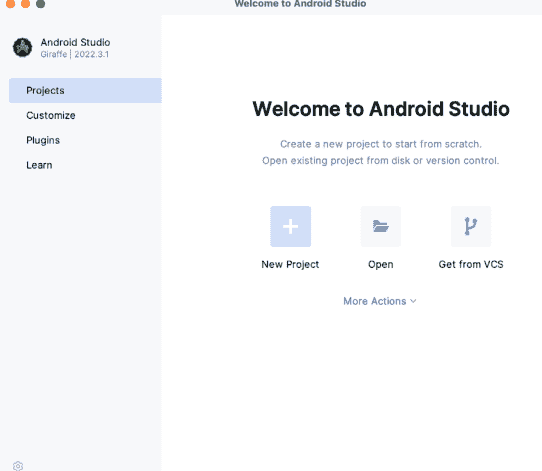 Welcome to Android Studio
Android Studio
Giraffe | 2022.3.1
Projects
Customize
Plugins
Learn
Welcome to Android Studio
Create a new project to start from scratch.
Open existing project from disk or version control.
New Project
Open
Get from VCS
More Actions